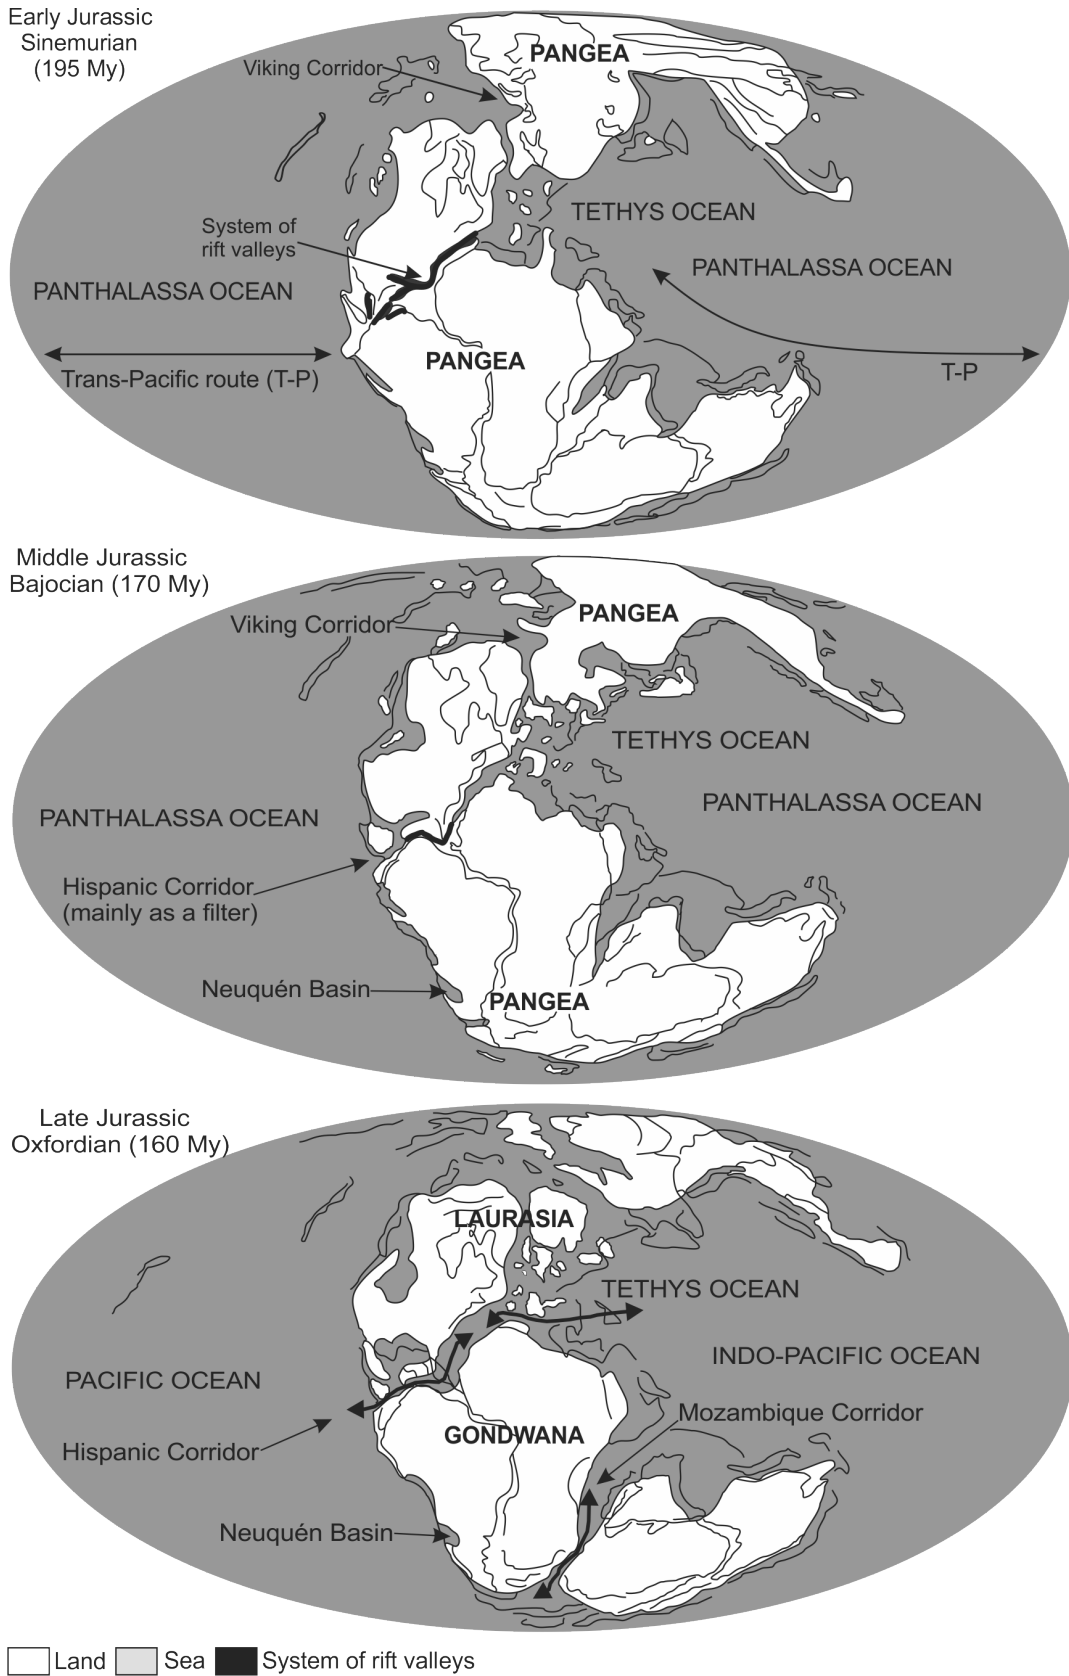 Early Jurassic
Sinemurian
(195 My)
PANGEA
Viking Corridor
TETHYS OCEAN
System of
rift valleys
PANTHALASSA OCEAN
PANTHALASSA OCEAN
PANGEA
Trans-Pacific route (T-P)
T-P
Middle Jurassic
Bajocian (170 My)
PANGEA
Viking Corridor
TETHYS OCEAN
PANTHALASSA OCEAN
PANTHALASSA OCEAN
Hispanic Corridor
(mainly as a filter)
Neuquén Basin
PANGEA
Late Jurassic
Oxfordian (160 My)
LAURASIA
TETHYS OCEAN
INDO-PACIFIC OCEAN
PACIFIC OCEAN
Mozambique Corridor
GONDWANA
Hispanic Corridor
Neuquén Basin
Land Sea System of rift valleys